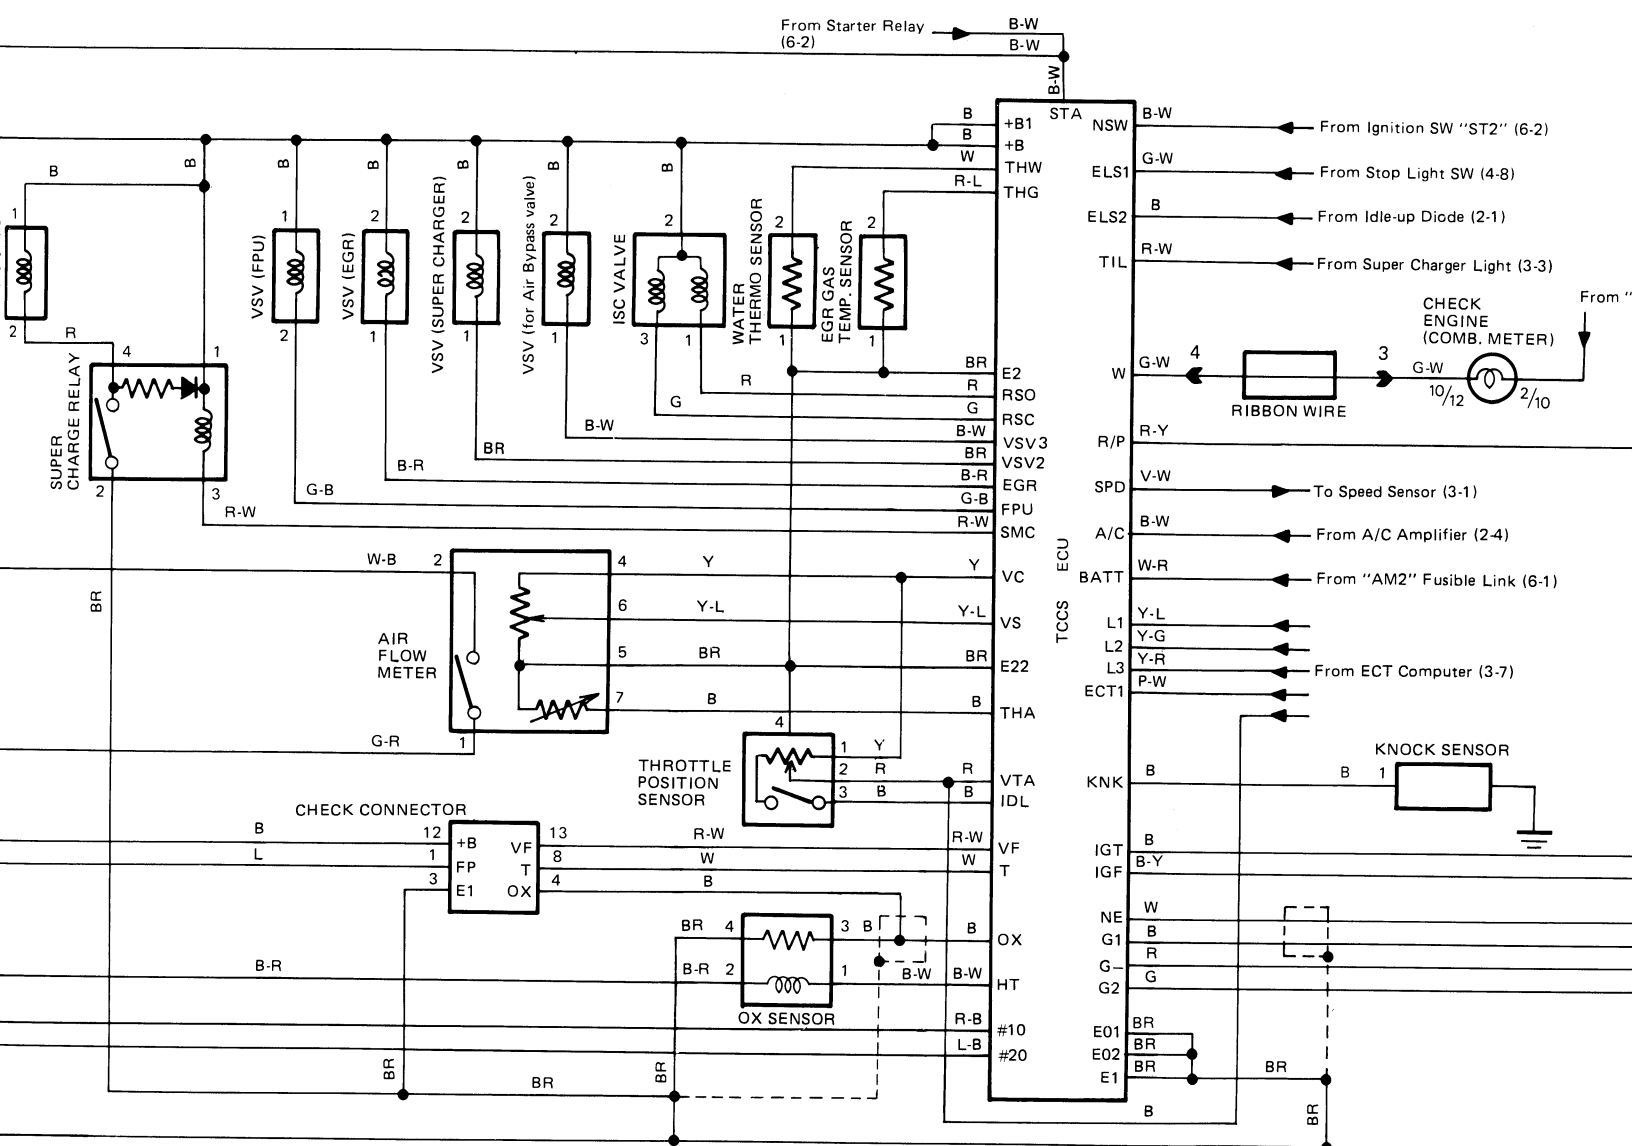 From Starter Relay
(6-2)
B-W
B-W
B-W
STA
B
+B1
B
+B
W
THW
R-L
THG
NSW
B-W
From Ignition SW "ST2" (6-2)
ELS1
G-W
From Stop Light SW (4-8)
ELS2
B
From Idle-up Diode (2-1)
TIL
R-W
From Super Charger Light (3-3)
From "
CHECK
ENGINE
(COMB. METER)
B
B
B
B
B
B
B
1
2
R
4
1
SUPER
CHARGE RELAY
2
3
R-W
1
VSV (FPU)
2
G-B
2
VSV (EGR)
1
B-R
2
VSV (SUPER CHARGER)
1
BR
2
VSV (for Air Bypass valve)
1
B-W
2
ISC VALVE
3
1
R
G
2
WATER
THERMO SENSOR
1
2
EGR GAS
TEMP. SENSOR
1
BR
E2
R
RSO
G
RSC
B-W
VSV3
BR
VSV2
B-R
EGR
G-B
FPU
R-W
SMC
W
G-W
4
3
G-W
10/12
2/10
RIBBON WIRE
R/P
R-Y
SPD
V-W
To Speed Sensor (3-1)
A/C
B-W
From A/C Amplifier (2-4)
BATT
W-R
From "AM2" Fusible Link (6-1)
L1
Y-L
L2
Y-G
L3
Y-R
From ECT Computer (3-7)
ECT1
P-W
TCCS ECU
BR
W-B
2
AIR
FLOW
METER
G-R
1
4
Y
Y
VC
6
Y-L
Y-L
VS
5
BR
BR
E22
7
B
B
THA
4
THROTTLE
POSITION
SENSOR
1
Y
2
R
R
VTA
3
B
B
IDL
KNOCK SENSOR
KNK
B
B
1
CHECK CONNECTOR
B
12
+B
L
1
FP
3
E1
VF
13
R-W
R-W
VF
T
8
W
W
T
OX
4
B
IGT
B
IGF
B-Y
NE
W
G1
B
G−
R
G2
G
BR
4
3
B
B
OX
B-R
B-R
2
1
B-W
B-W
HT
OX SENSOR
R-B
#10
L-B
#20
E01
BR
E02
BR
E1
BR
BR
BR
BR
BR
B
BR